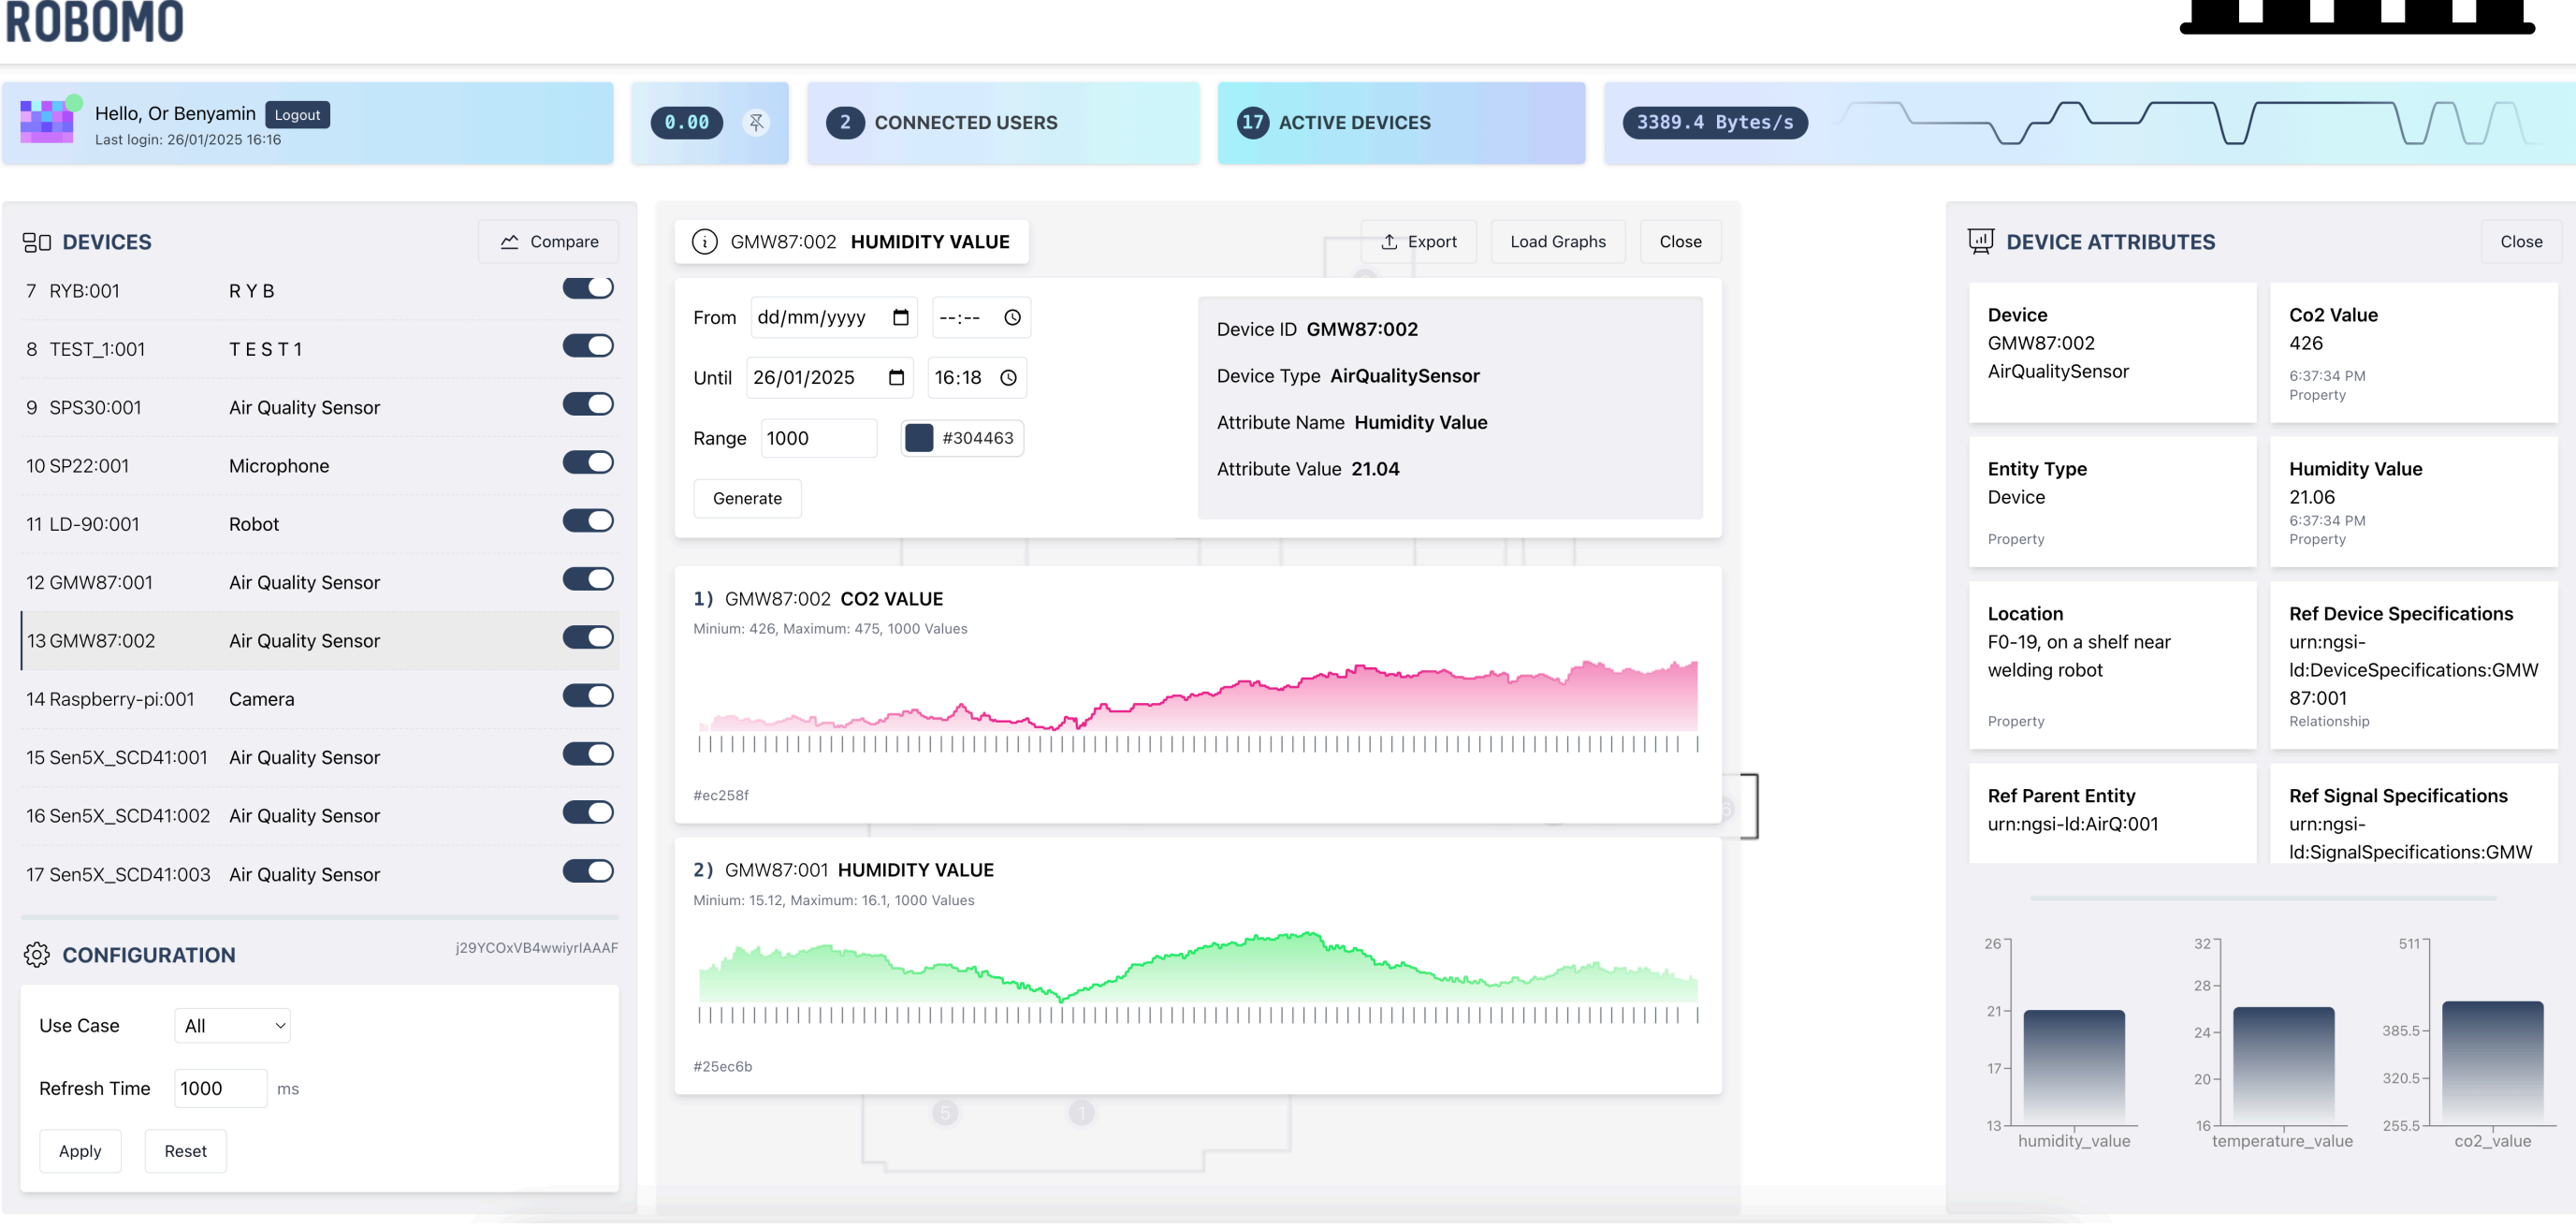 ROBOMO
Hello, Or Benyamin Logout
Last login: 26/01/2025 16:16
0.00
2 CONNECTED USERS
17 ACTIVE DEVICES
3389.4 Bytes/s
DEVICES Compare
7 RYB:001 R Y B
8 TEST_1:001 T E S T 1
9 SPS30:001 Air Quality Sensor
10 SP22:001 Microphone
11 LD-90:001 Robot
12 GMW87:001 Air Quality Sensor
13 GMW87:002 Air Quality Sensor
14 Raspberry-pi:001 Camera
15 Sen5X_SCD41:001 Air Quality Sensor
16 Sen5X_SCD41:002 Air Quality Sensor
17 Sen5X_SCD41:003 Air Quality Sensor
CONFIGURATION j29YCOxVB4wwiyrIAAAF
Use Case All
Refresh Time 1000 ms
Apply Reset
GMW87:002 HUMIDITY VALUE Export Load Graphs Close
From dd/mm/yyyy --:--
Until 26/01/2025 16:18
Range 1000 #304463
Generate
Device ID GMW87:002
Device Type AirQualitySensor
Attribute Name Humidity Value
Attribute Value 21.04
1) GMW87:002 CO2 VALUE
Minium: 426, Maximum: 475, 1000 Values
#ec258f
2) GMW87:001 HUMIDITY VALUE
Minium: 15.12, Maximum: 16.1, 1000 Values
#25ec6b
5 1
DEVICE ATTRIBUTES Close
Device
GMW87:002
AirQualitySensor
Co2 Value
426
6:37:34 PM
Property
Entity Type
Device
Property
Humidity Value
21.06
6:37:34 PM
Property
Location
F0-19, on a shelf near
welding robot
Property
Ref Device Specifications
urn:ngsi-
ld:DeviceSpecifications:GMW
87:001
Relationship
Ref Parent Entity
urn:ngsi-ld:AirQ:001
Ref Signal Specifications
urn:ngsi-
ld:SignalSpecifications:GMW
26
21
17
13
humidity_value
32
28
24
20
16
temperature_value
511
385.5
320.5
255.5
co2_value